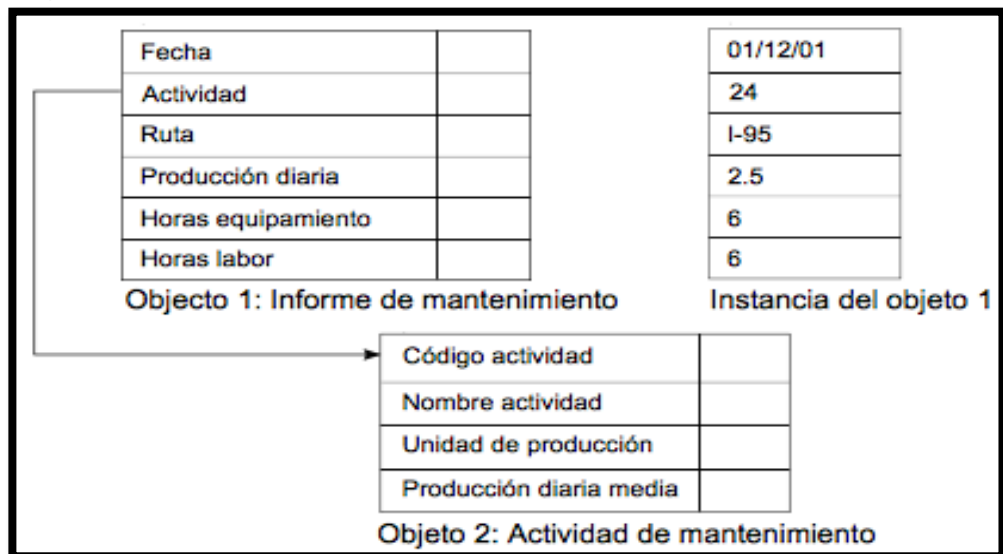 Fecha
Actividad
Ruta
Producción diaria
Horas equipamiento
Horas labor
Objecto 1: Informe de mantenimiento
01/12/01
24
I-95
2.5
6
6
Instancia del objeto 1
Código actividad
Nombre actividad
Unidad de producción
Producción diaria media
Objeto 2: Actividad de mantenimiento